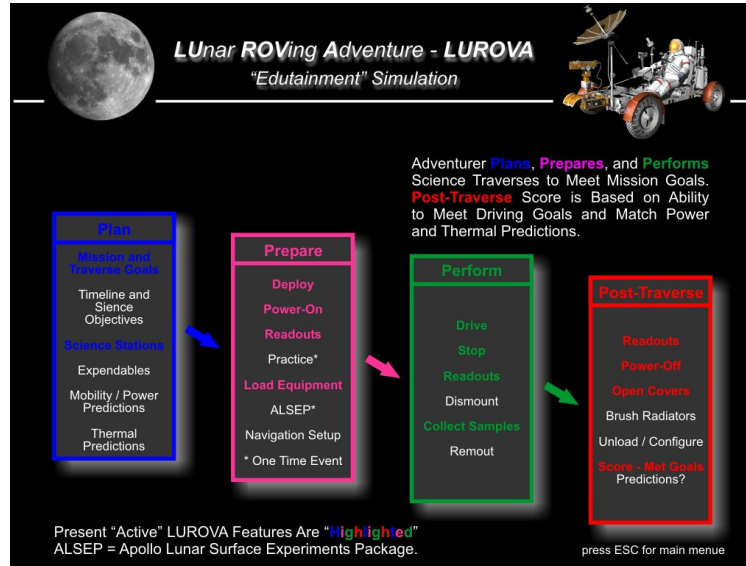 LUnar ROVing Adventure - LUROVA
“Edutainment” Simulation
Adventurer Plans, Prepares, and Performs
Science Traverses to Meet Mission Goals.
Post-Traverse Score is Based on Ability
to Meet Driving Goals and Match Power
and Thermal Predictions.
Plan
Mission and
Traverse Goals
Timeline and
Sience
Objectives
Science Stations
Expendables
Mobility / Power
Predictions
Thermal
Predictions
Prepare
Deploy
Power-On
Readouts
Practice*
Load Equipment
ALSEP*
Navigation Setup
* One Time Event
Perform
Drive
Stop
Readouts
Dismount
Collect Samples
Remout
Post-Traverse
Readouts
Power-Off
Open Covers
Brush Radiators
Unload / Configure
Score - Met Goals
Predictions?
Present “Active” LUROVA Features Are “Highlighted”
ALSEP = Apollo Lunar Surface Experiments Package.
press ESC for main menue